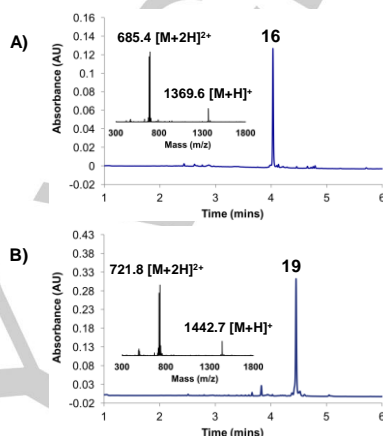 A)
0.16
0.14
0.12
0.1
0.08
0.06
0.04
0.02
0
-0.02
Absorbance (AU)
16
685.4 [M+2H]2+
1369.6 [M+H]+
300 800 1300 1800
Mass (m/z)
1 2 3 4 5 6
Time (mins)
B)
0.43
0.38
0.33
0.28
0.23
0.18
0.13
0.08
0.03
-0.02
Absorbance (AU)
19
721.8 [M+2H]2+
1442.7 [M+H]+
300 800 1300 1800
Mass (m/z)
1 2 3 4 5 6
Time (mins)